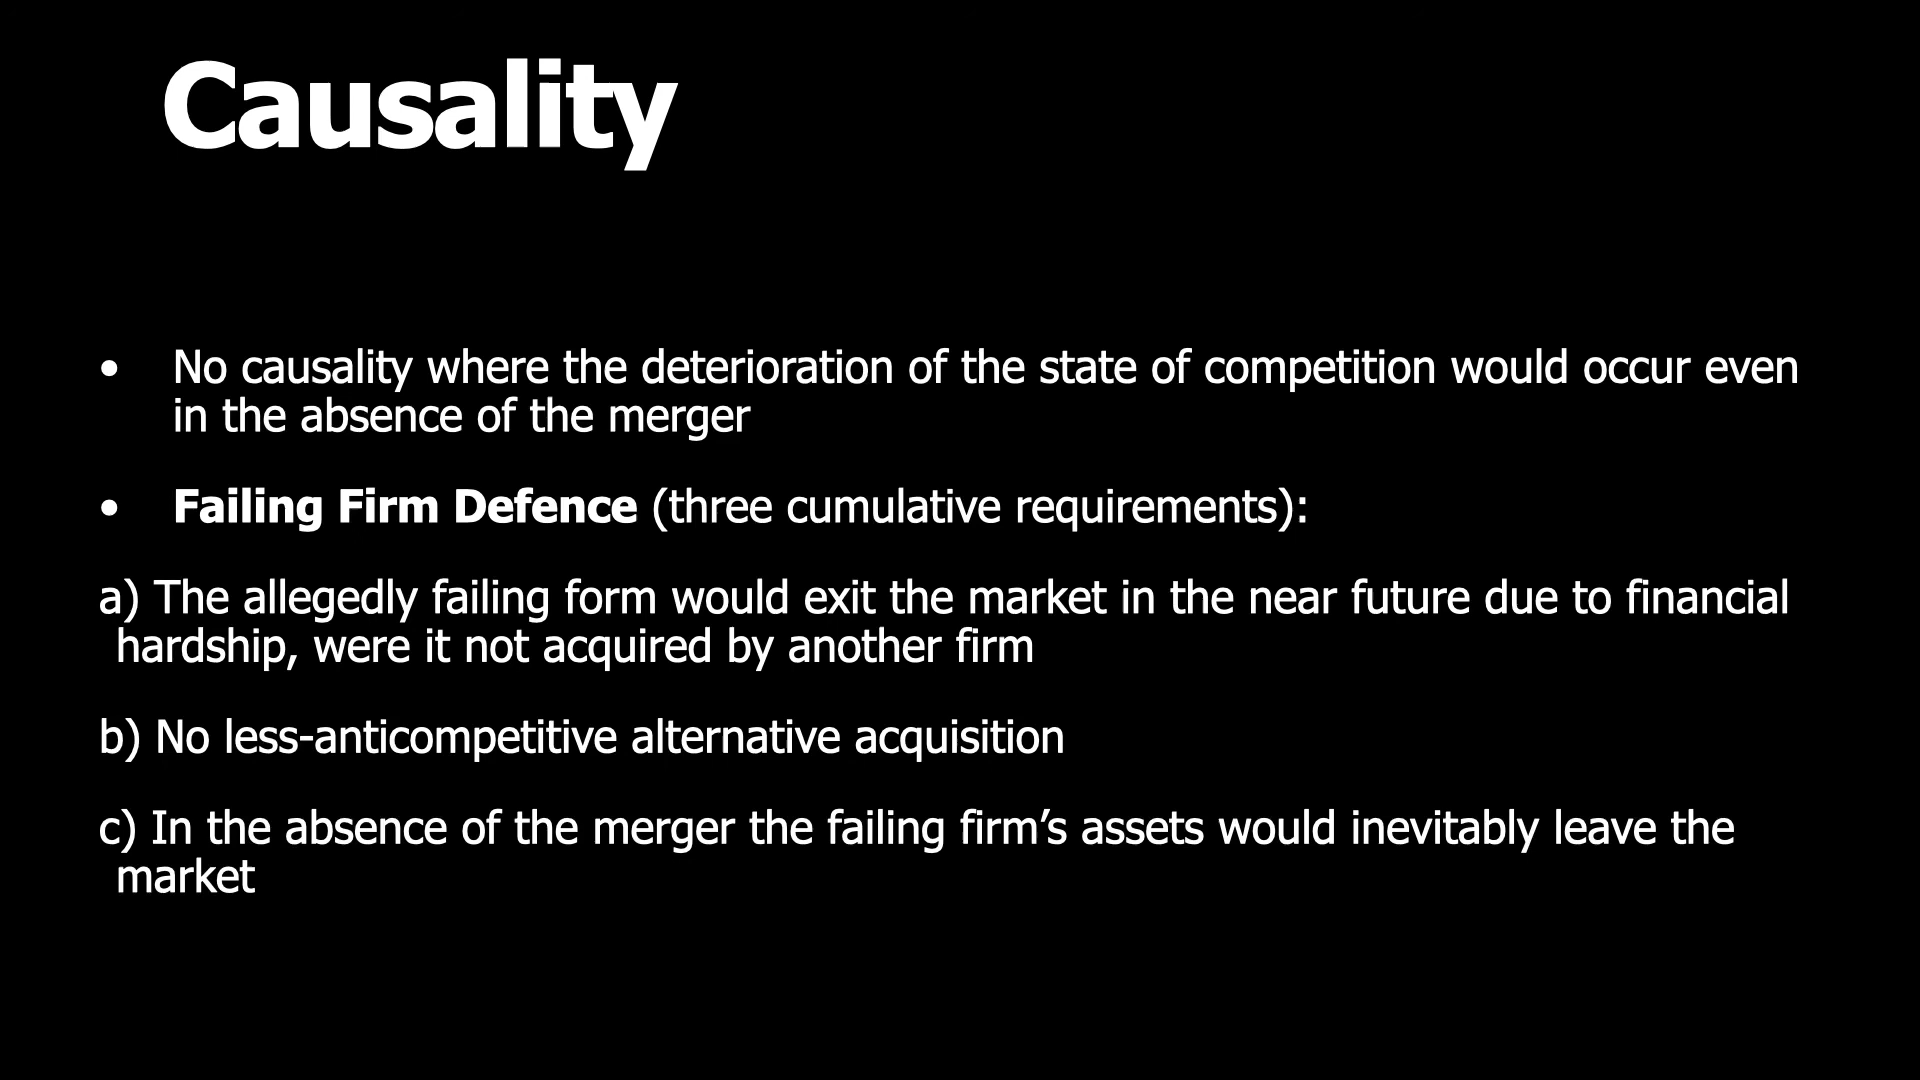 Causality
• No causality where the deterioration of the state of competition would occur even
in the absence of the merger
• Failing Firm Defence (three cumulative requirements):
a) The allegedly failing form would exit the market in the near future due to financial
hardship, were it not acquired by another firm
b) No less-anticompetitive alternative acquisition
c) In the absence of the merger the failing firm’s assets would inevitably leave the
market